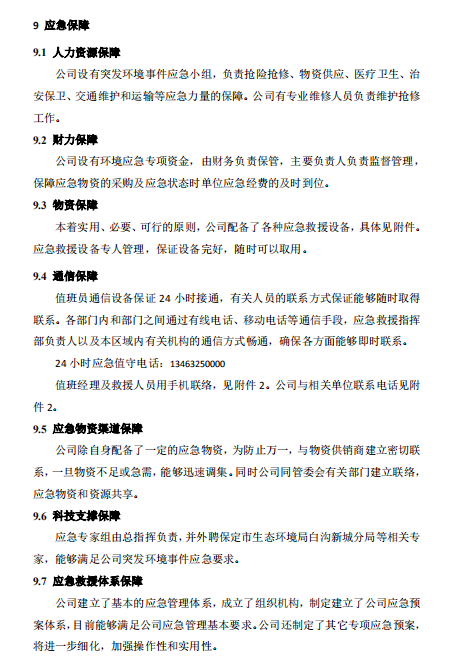 9 应急保障
9.1 人力资源保障
公司设有突发环境事件应急小组，负责抢险抢修、物资供应、医疗卫生、治
安保卫、交通维护和运输等应急力量的保障。公司有专业维修人员负责维护抢修
工作。
9.2 财力保障
公司设有环境应急专项资金，由财务负责保管，主要负责人负责监督管理，
保障应急物资的采购及应急状态时单位应急经费的及时到位。
9.3 物资保障
本着实用、必要、可行的原则，公司配备了各种应急救援设备，具体见附件。
应急救援设备专人管理，保证设备完好，随时可以取用。
9.4 通信保障
值班员通信设备保证 24 小时接通，有关人员的联系方式保证能够随时取得
联系。各部门内和部门之间通过有线电话、移动电话等通信手段，应急救援指挥
部负责人以及本区域内有关机构的通信方式畅通，确保各方面能够即时联系。
24 小时应急值守电话：13463250000
值班经理及救援人员用手机联络，见附件 2。公司与相关单位联系电话见附
件 2。
9.5 应急物资渠道保障
公司除自身配备了一定的应急物资，为防止万一，与物资供销商建立密切联
系，一旦物资不足或急需，能够迅速调集。同时公司同管委会有关部门建立联络，
应急物资和资源共享。
9.6 科技支撑保障
应急专家组由总指挥负责，并外聘保定市生态环境局白沟新城分局等相关专
家，能够满足公司突发环境事件应急要求。
9.7 应急救援体系保障
公司建立了基本的应急管理体系，成立了组织机构，制定建立了公司应急预
案体系，目前能够满足公司应急管理基本要求。公司还制定了其它专项应急预案，
将进一步细化，加强操作性和实用性。